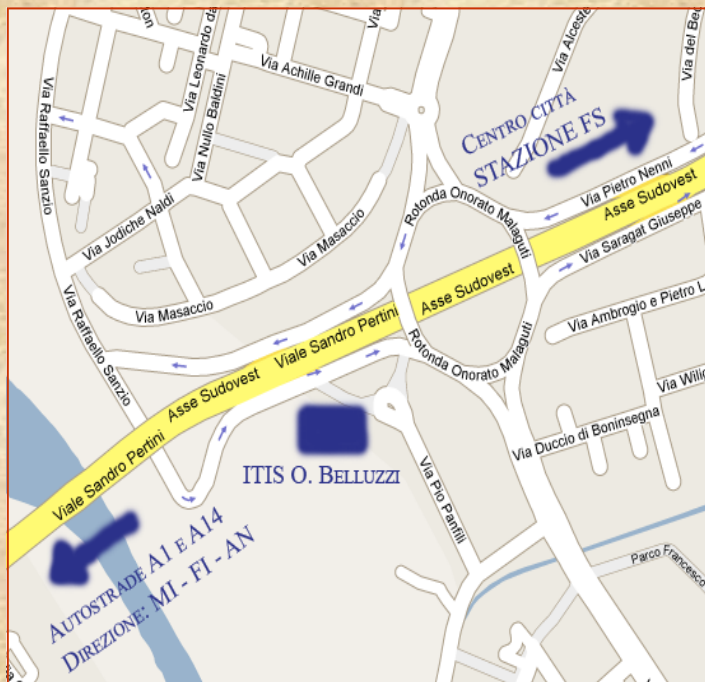 Via Achille Grandi
Via Alceste
Via del Bec
Via Leonardo da
Via Nullo Baldini
Via Raffaello Sanzio
CENTRO CITTÀ
STAZIONE FS
Via Pietro Nenni
Asse Sudovest
Via Saragat Giuseppe
Rotonda Onorato Malaguti
Via Jodiche Naldi
Via Masaccio
Via Masaccio
Asse Sudovest
Via Ambrogio e Pietro L
Via Raffaello Sanzio
Viale Sandro Pertini
Rotonda Onorato Malaguti
Asse Sudovest
Via
Via Duccio di Boninsegna
ITIS O. BELLUZZI
Viale Sandro Pertini
Via Pio Panfili
AUTOSTRADE A1 E A14
DIREZIONE: MI - FI - AN
Parco Francesco